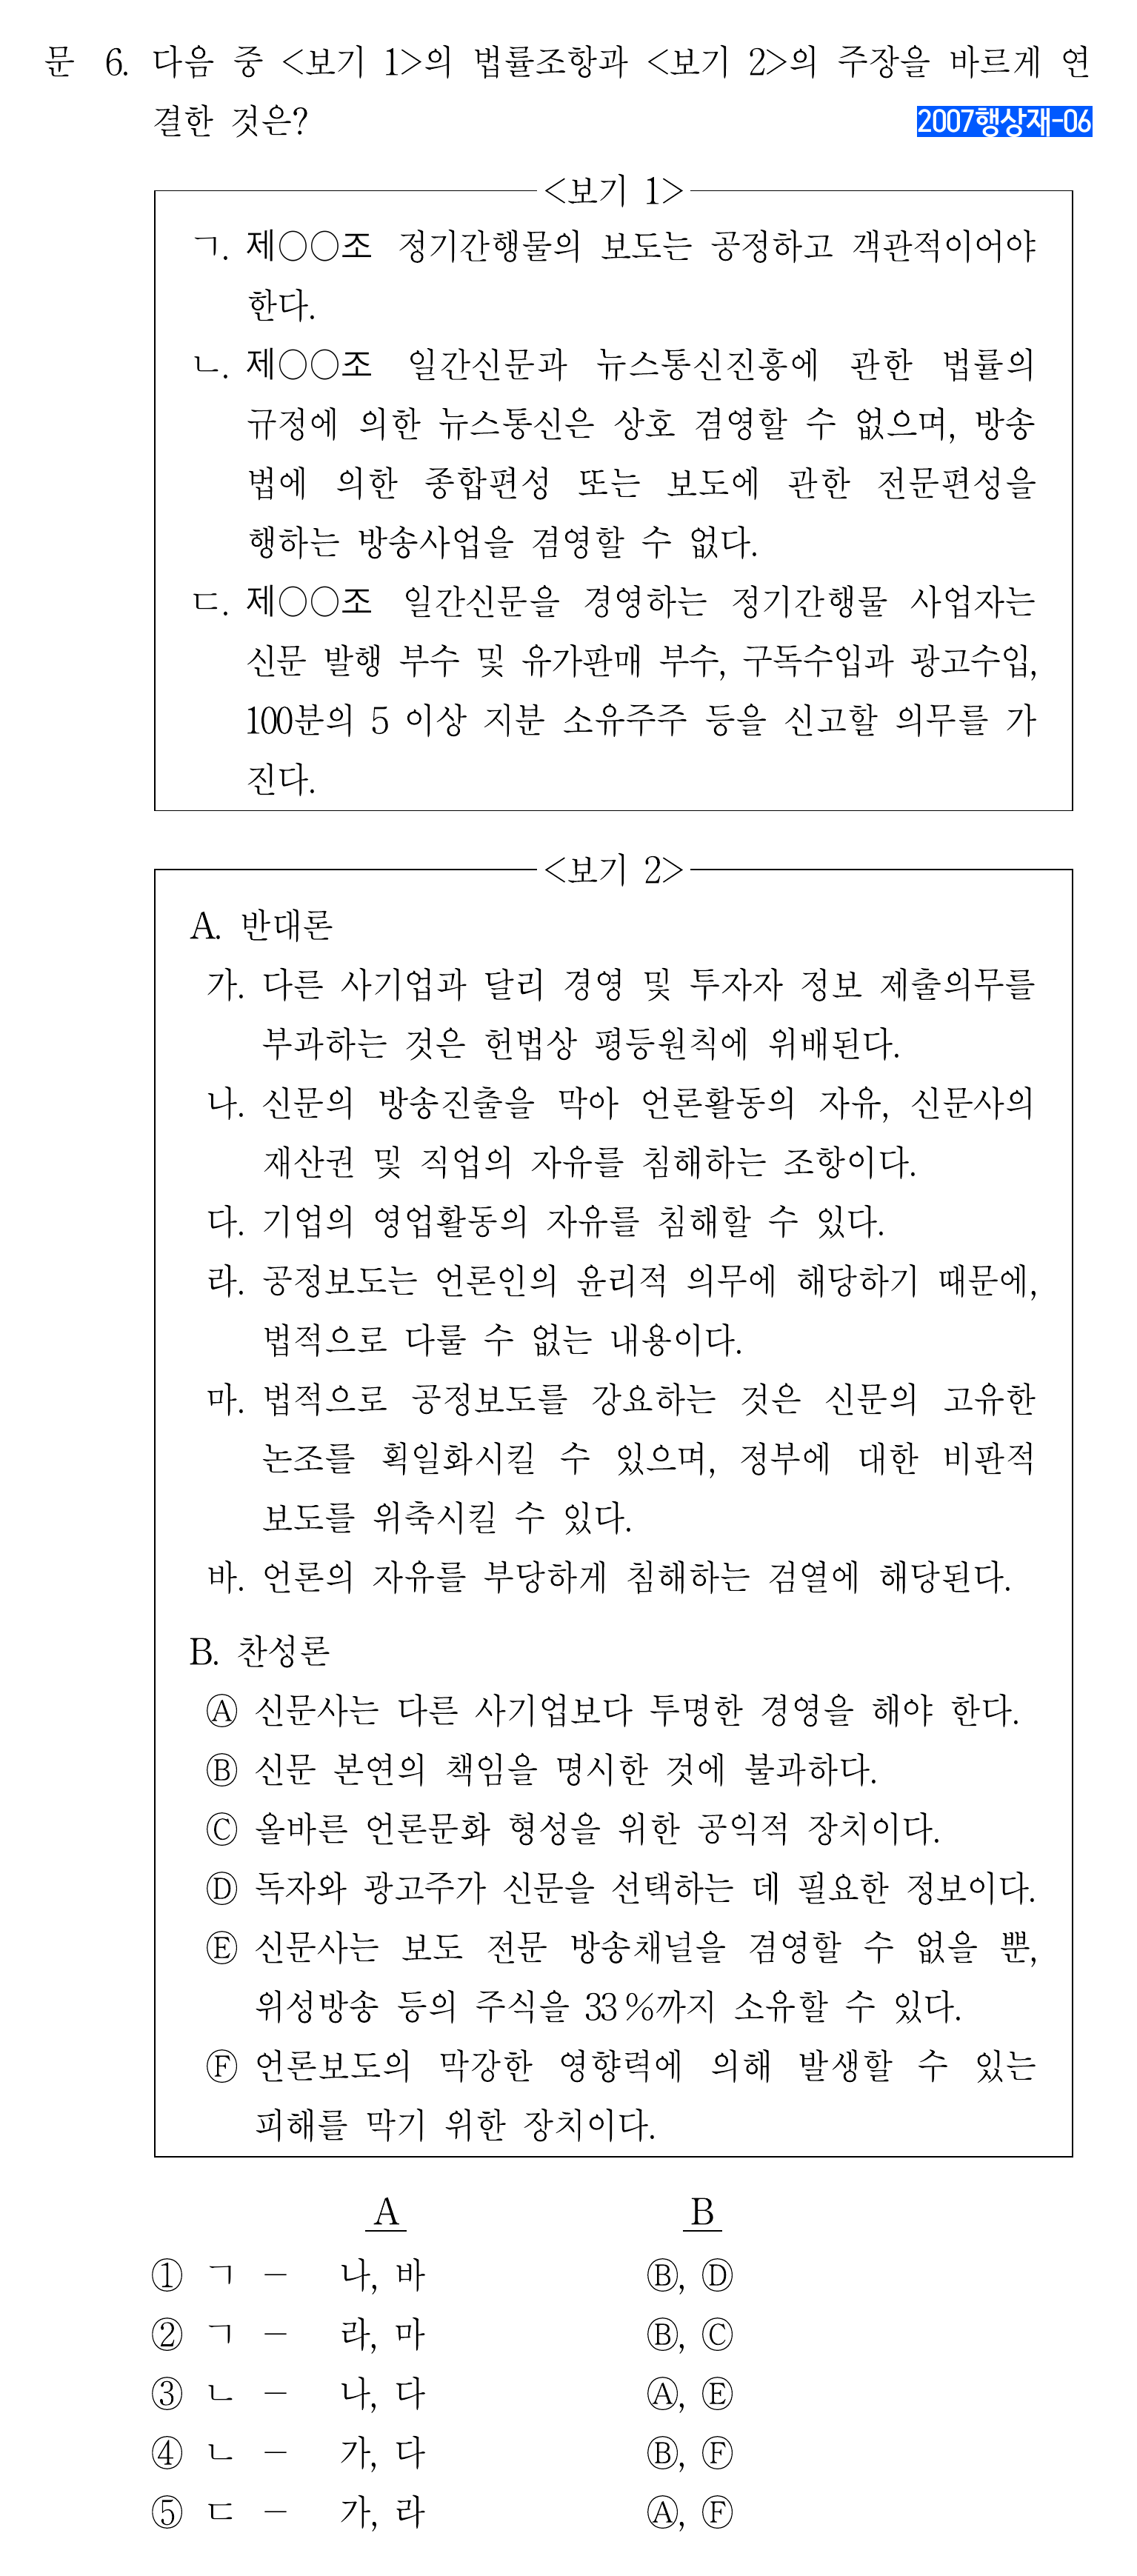 문 6. 다음 중 <보기 1>의 법률조항과 <보기 2>의 주장을 바르게 연
결한 것은?
2007행상재-06
<보기 1>
ㄱ. 제○○조 정기간행물의 보도는 공정하고 객관적이어야
한다.
ㄴ. 제○○조 일간신문과 뉴스통신진흥에 관한 법률의
규정에 의한 뉴스통신은 상호 겸영할 수 없으며, 방송
법에 의한 종합편성 또는 보도에 관한 전문편성을
행하는 방송사업을 겸영할 수 없다.
ㄷ. 제○○조 일간신문을 경영하는 정기간행물 사업자는
신문 발행 부수 및 유가판매 부수, 구독수입과 광고수입,
100분의 5 이상 지분 소유주주 등을 신고할 의무를 가
진다.
<보기 2>
A. 반대론
가. 다른 사기업과 달리 경영 및 투자자 정보 제출의무를
부과하는 것은 헌법상 평등원칙에 위배된다.
나. 신문의 방송진출을 막아 언론활동의 자유, 신문사의
재산권 및 직업의 자유를 침해하는 조항이다.
다. 기업의 영업활동의 자유를 침해할 수 있다.
라. 공정보도는 언론인의 윤리적 의무에 해당하기 때문에,
법적으로 다룰 수 없는 내용이다.
마. 법적으로 공정보도를 강요하는 것은 신문의 고유한
논조를 획일화시킬 수 있으며, 정부에 대한 비판적
보도를 위축시킬 수 있다.
바. 언론의 자유를 부당하게 침해하는 검열에 해당된다.
B. 찬성론
Ⓐ 신문사는 다른 사기업보다 투명한 경영을 해야 한다.
Ⓑ 신문 본연의 책임을 명시한 것에 불과하다.
Ⓒ 올바른 언론문화 형성을 위한 공익적 장치이다.
Ⓓ 독자와 광고주가 신문을 선택하는 데 필요한 정보이다.
Ⓔ 신문사는 보도 전문 방송채널을 겸영할 수 없을 뿐,
위성방송 등의 주식을 33 %까지 소유할 수 있다.
Ⓕ 언론보도의 막강한 영향력에 의해 발생할 수 있는
피해를 막기 위한 장치이다.
A B
① ㄱ - 나, 바 Ⓑ, Ⓓ
② ㄱ - 라, 마 Ⓑ, Ⓒ
③ ㄴ - 나, 다 Ⓐ, Ⓔ
④ ㄴ - 가, 다 Ⓑ, Ⓕ
⑤ ㄷ - 가, 라 Ⓐ, Ⓕ